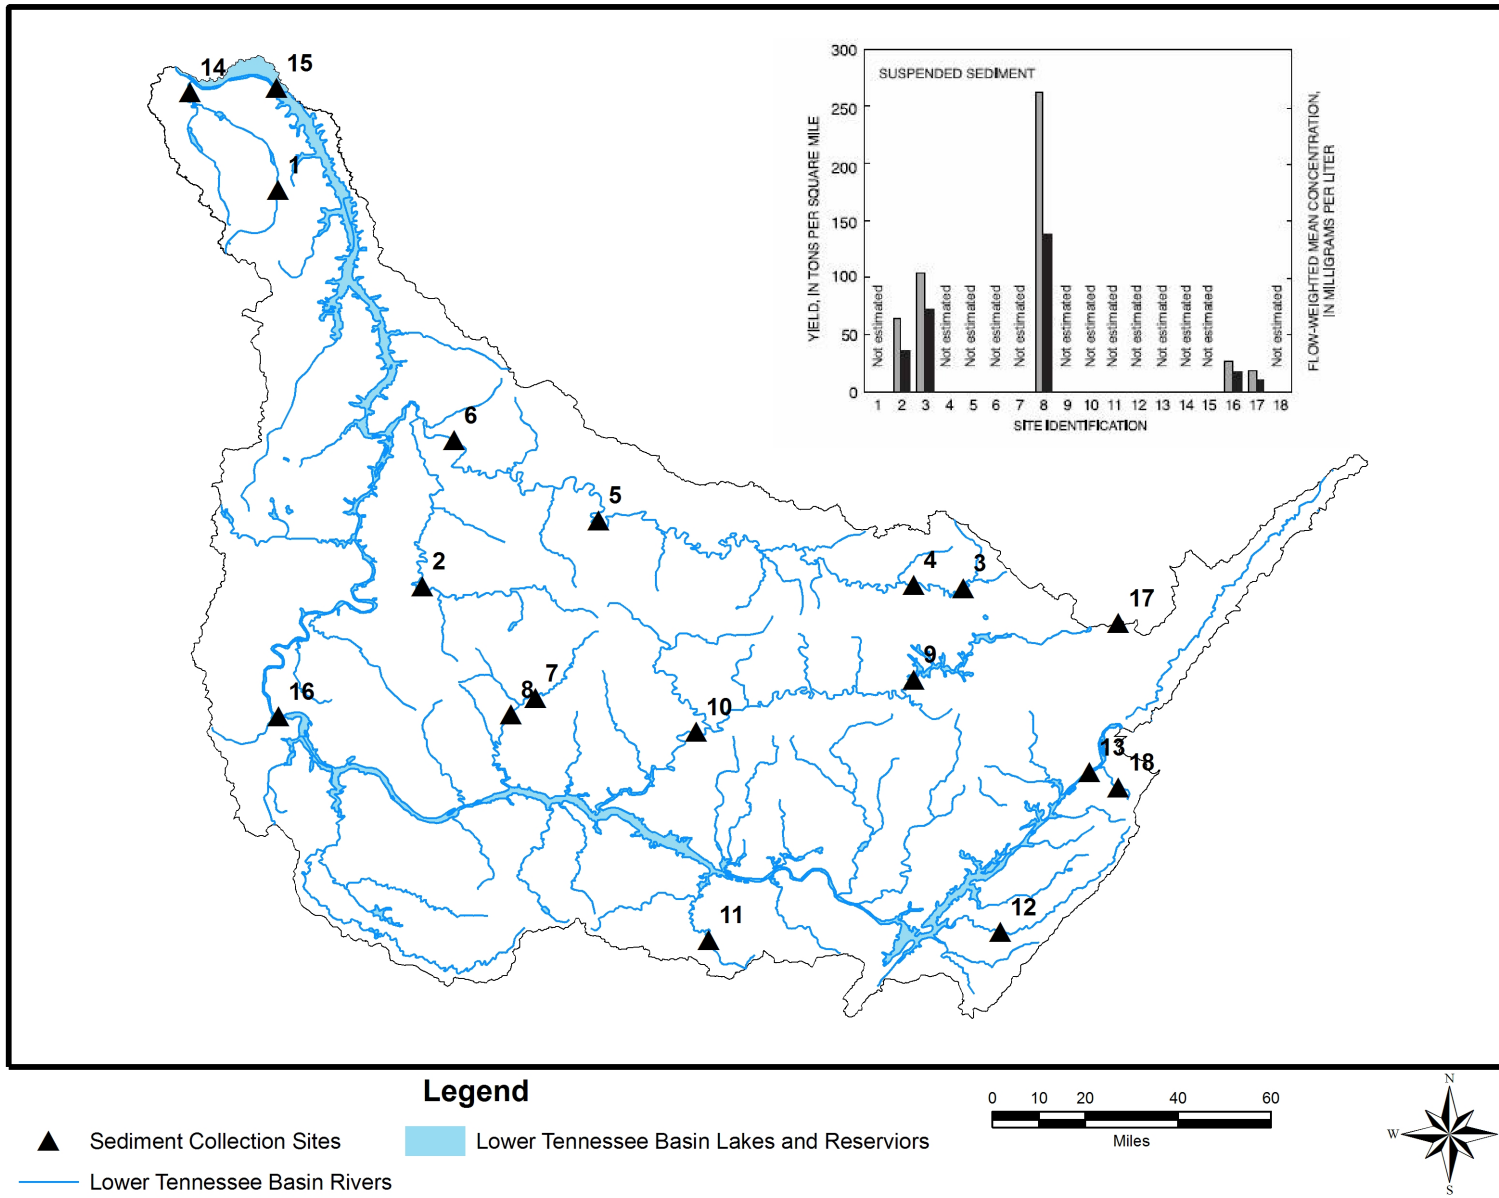 14
15
1
6
5
2
4
3
17
9
7
8
16
10
13
18
12
11
300
250
200
150
100
50
0
SUSPENDED SEDIMENT
YIELD, IN TONS PER SQUARE MILE
FLOW-WEIGHTED MEAN CONCENTRATION,
IN MILLIGRAMS PER LITER
Not estimated
Not estimated
Not estimated
Not estimated
Not estimated
Not estimated
Not estimated
Not estimated
Not estimated
Not estimated
Not estimated
Not estimated
Not estimated
1 2 3 4 5 6 7 8 9 10 11 12 13 14 15 16 17 18
SITE IDENTIFICATION
Legend
Sediment Collection Sites
Lower Tennessee Basin Lakes and Reserviors
Lower Tennessee Basin Rivers
0 10 20 40 60
Miles
N
W
E
S